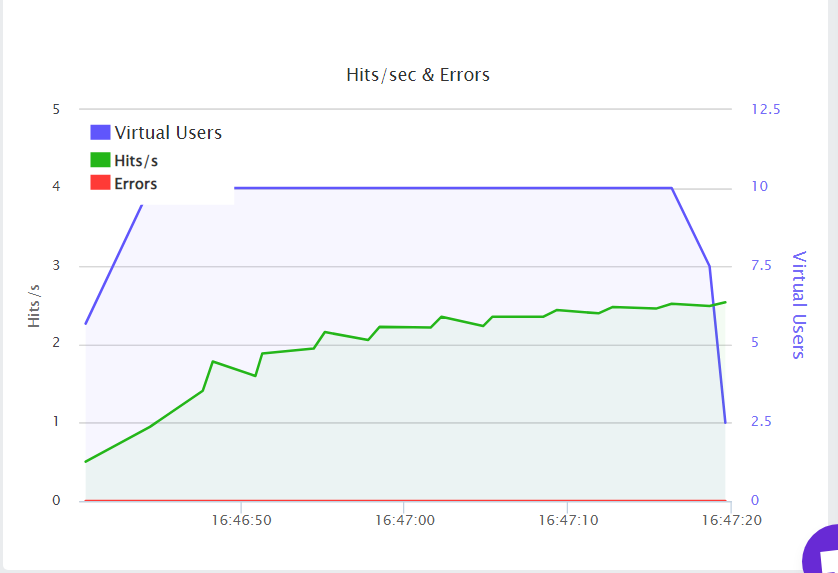 Hits/sec & Errors
5
12.5
Virtual Users
Hits/s
Errors
4
10
3
7.5
Hits/s
Virtual Users
2
5
1
2.5
0
0
16:46:50
16:47:00
16:47:10
16:47:20